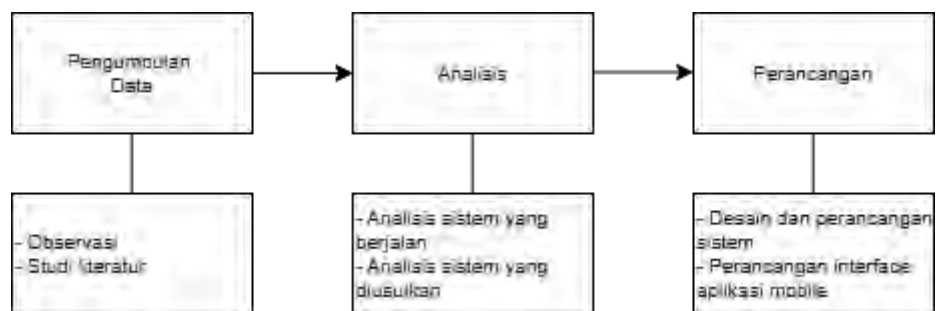 Pengumpulan
Data
Analisis
Perancangan
- Observasi
- Studi literatur
- Analisis sistem yang
berjalan
- Analisis sistem yang
diusulkan
- Desain dan perancangan
sistem
- Perancangan interface
aplikasi mobile